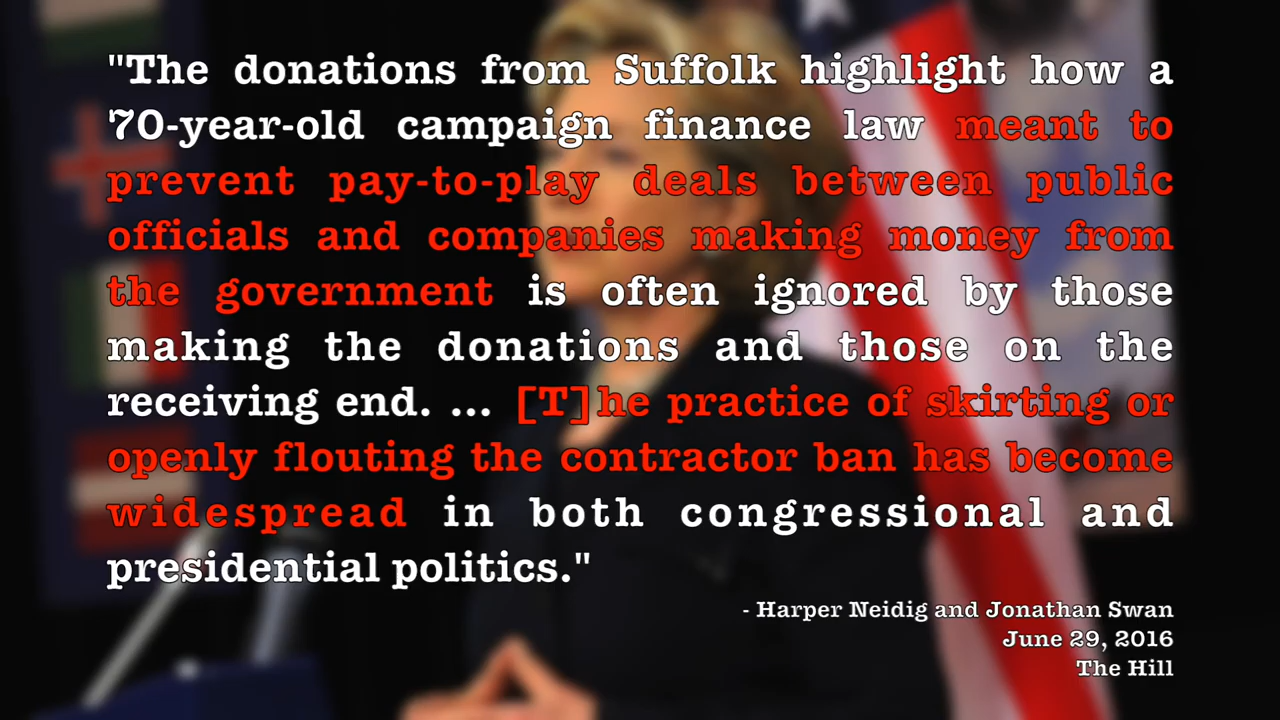 "The donations from Suffolk highlight how a
70-year-old campaign finance law meant to
prevent pay-to-play deals between public
officials and companies making money from
the government is often ignored by those
making the donations and those on the
receiving end. ... [T]he practice of skirting or
openly flouting the contractor ban has become
widespread in both congressional and
presidential politics."
- Harper Neidig and Jonathan Swan
June 29, 2016
The Hill